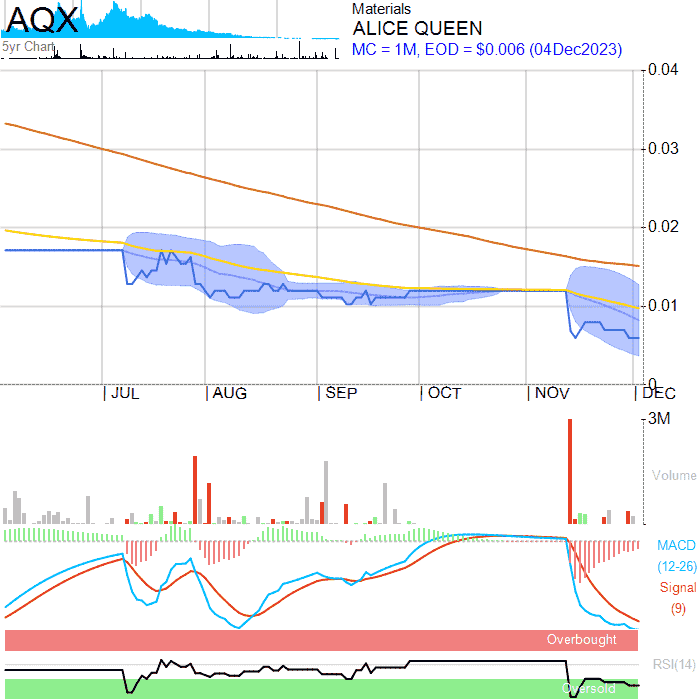 AQX
5yr Chart
Materials
ALICE QUEEN
MC = 1M, EOD = $0.006 (04Dec2023)
0.04
0.03
0.02
0.01
0
JUL
AUG
SEP
OCT
NOV
DEC
3M
Volume
MACD
(12-26)
Signal
(9)
Overbought
RSI(14)
Oversold